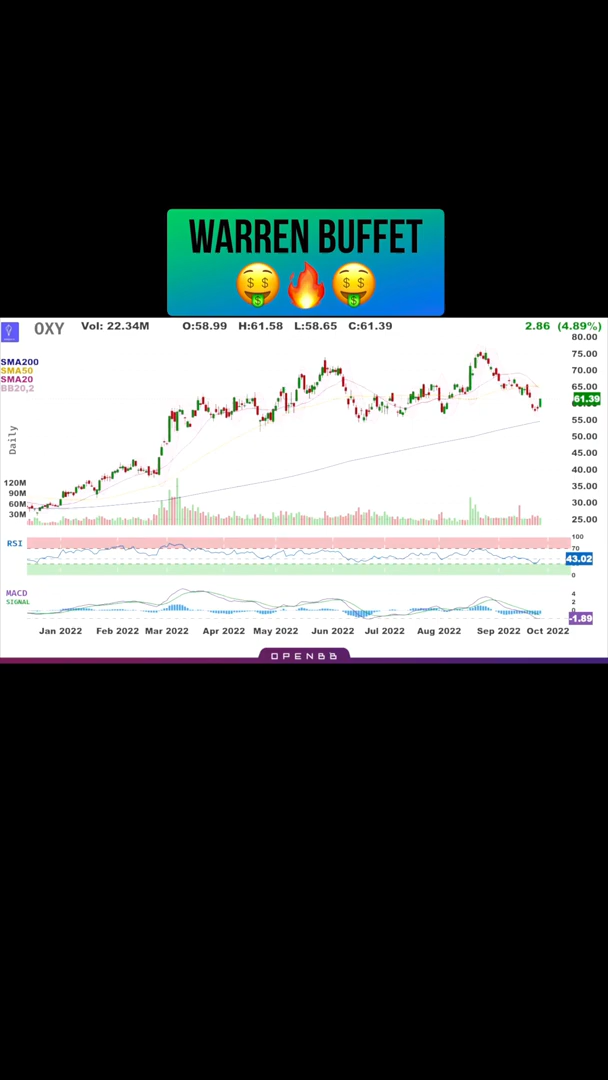 WARREN BUFFET
🤑🔥🤑
OXY Vol: 22.34M O:58.99 H:61.58 L:58.65 C:61.39 2.86 (4.89%)
SMA200
SMA50
SMA20
BB20,2
Daily
80.00
75.00
70.00
65.00
61.39
55.00
50.00
45.00
40.00
35.00
30.00
25.00
120M
90M
60M
30M
RSI
100
70
43.02
0
MACD
SIGNAL
4
2
0
-1.89
Jan 2022 Feb 2022 Mar 2022 Apr 2022 May 2022 Jun 2022 Jul 2022 Aug 2022 Sep 2022 Oct 2022
OPENBB